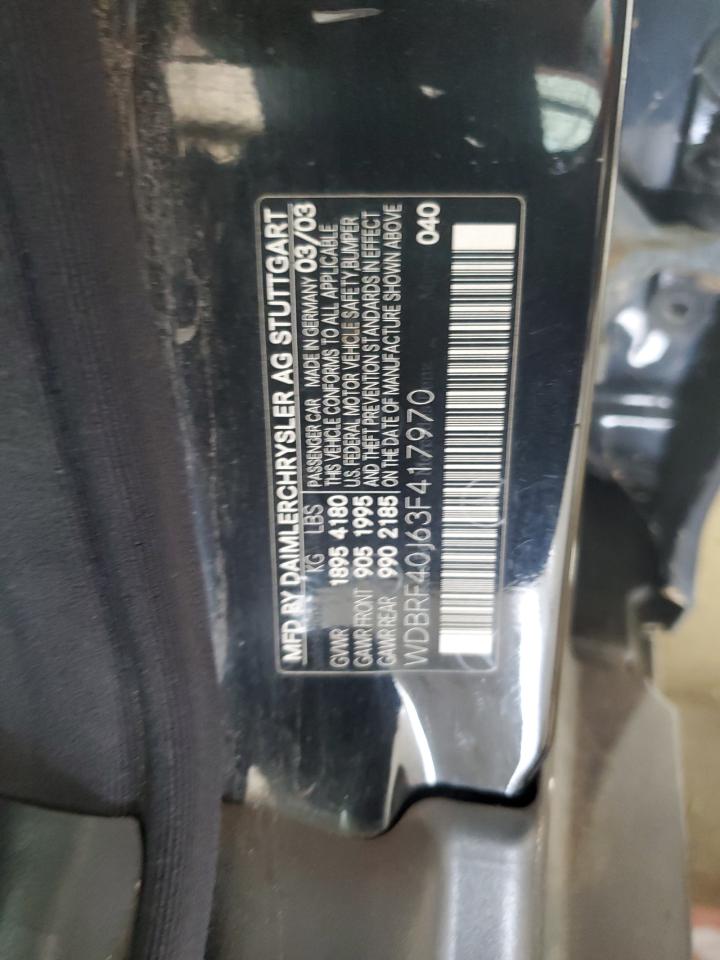 MFD BY DAIMLERCHRYSLER AG STUTTGART
KG LBS PASSENGER CAR MADE IN GERMANY 03/03
GVWR 1895 4180 THIS VEHICLE CONFORMS TO ALL APPLICABLE
U.S. FEDERAL MOTOR VEHICLE SAFETY, BUMPER
GAWR FRONT 905 1995 AND THEFT PREVENTION STANDARDS IN EFFECT
GAWR REAR 990 2185 ON THE DATE OF MANUFACTURE SHOWN ABOVE
WDBRF40J63F417970 040